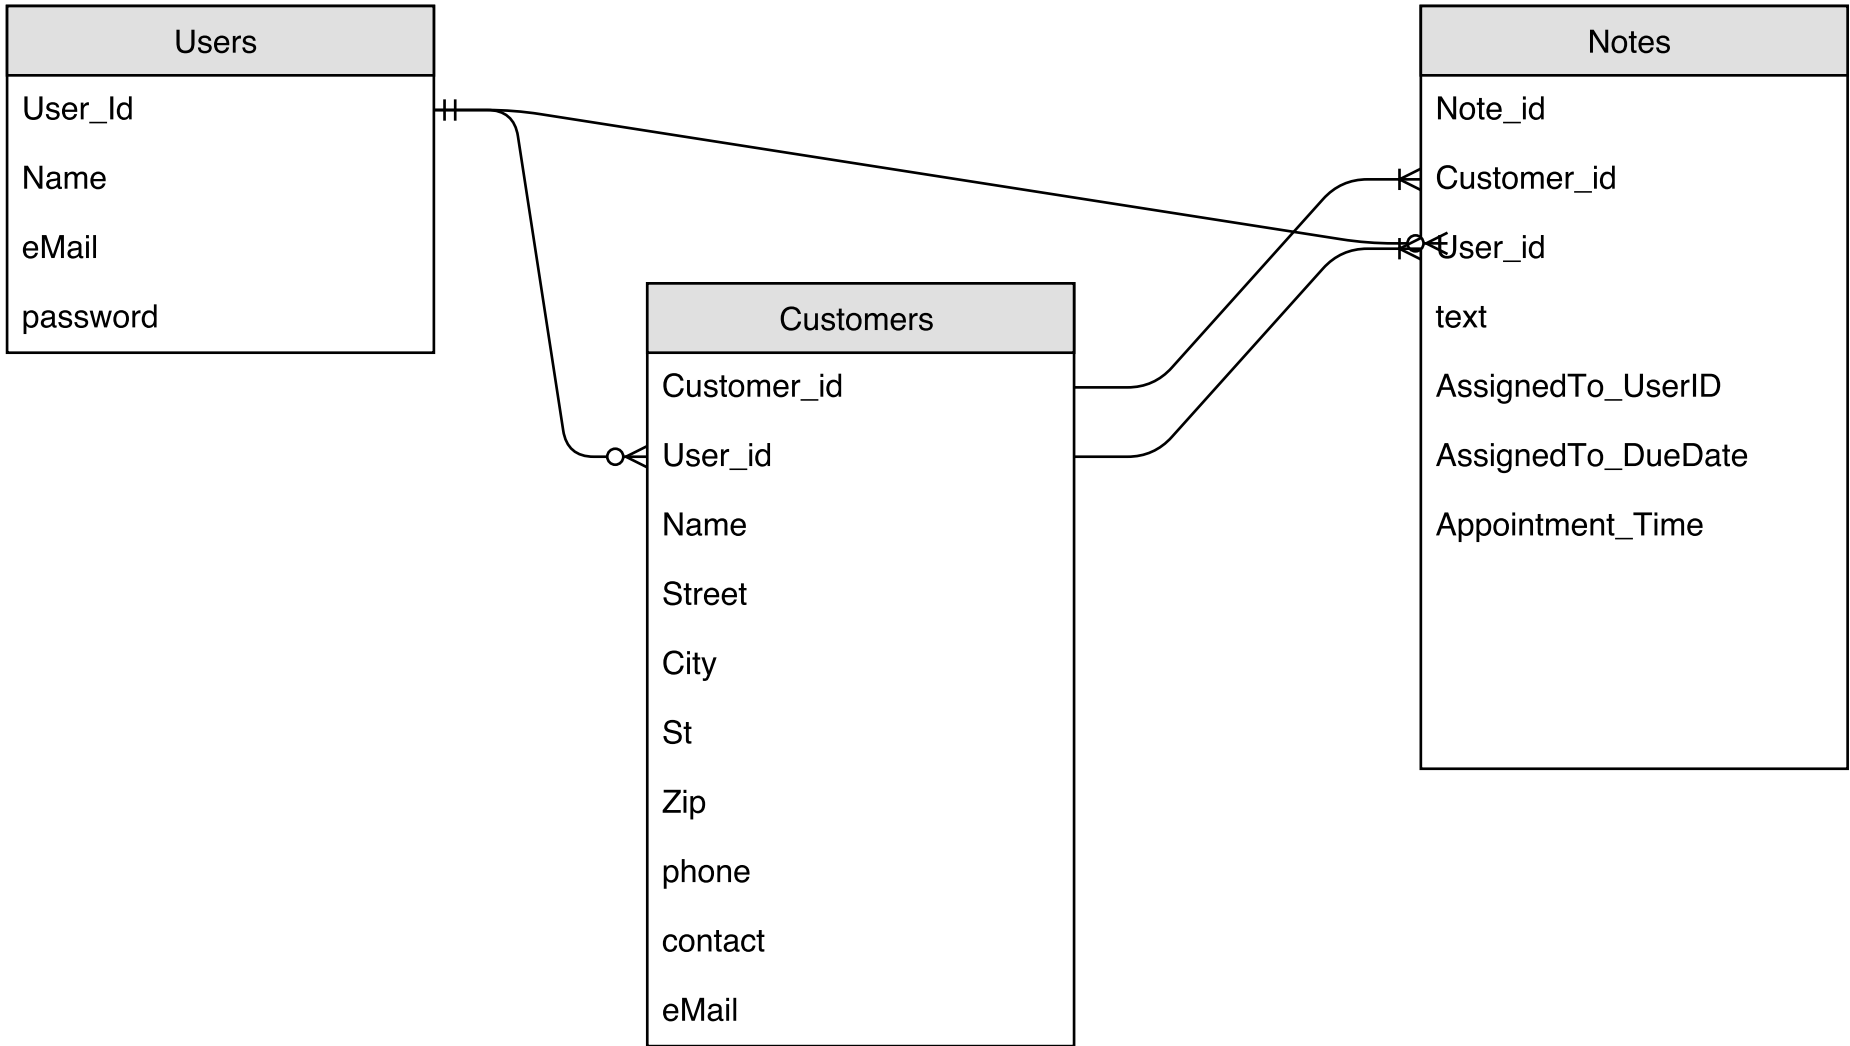 Users
User_Id
Name
eMail
password
Customers
Customer_id
User_id
Name
Street
City
St
Zip
phone
contact
eMail
Notes
Note_id
Customer_id
User_id
text
AssignedTo_UserID
AssignedTo_DueDate
Appointment_Time